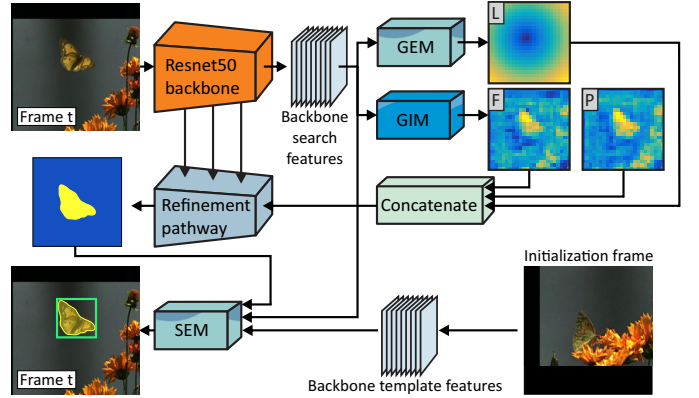 Frame t
Resnet50
backbone
Backbone
search
features
GEM
L
GIM
F
P
Refinement
pathway
Concatenate
Initialization frame
Frame t
SEM
Backbone template features